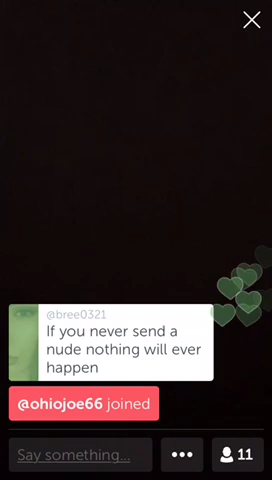 @bree0321
If you never send a
nude nothing will ever
happen
@ohiojoe66 joined
Say something...
••• 
11